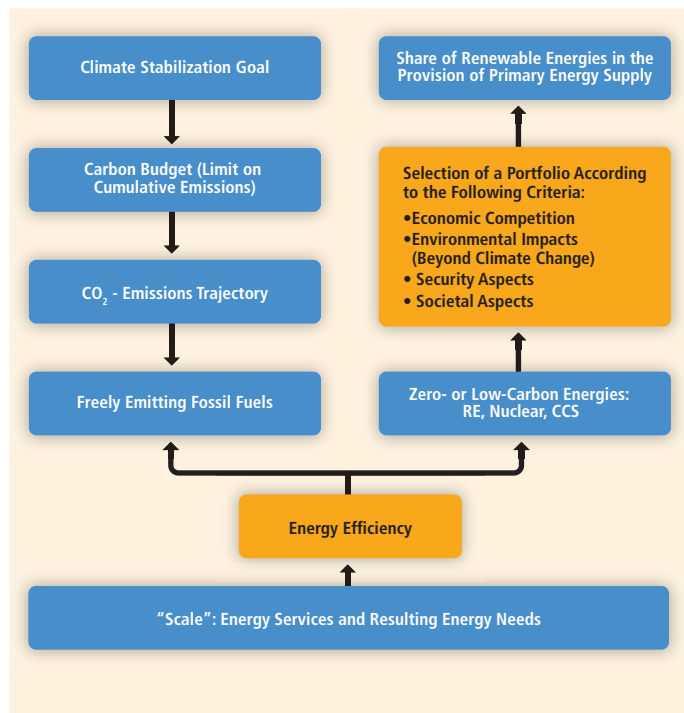 Climate Stabilization Goal
Carbon Budget (Limit on
Cumulative Emissions)
CO₂ - Emissions Trajectory
Freely Emitting Fossil Fuels
Share of Renewable Energies in the
Provision of Primary Energy Supply
Selection of a Portfolio According
to the Following Criteria:
•Economic Competition
•Environmental Impacts
(Beyond Climate Change)
• Security Aspects
• Societal Aspects
Zero- or Low-Carbon Energies:
RE, Nuclear, CCS
Energy Efficiency
“Scale”: Energy Services and Resulting Energy Needs